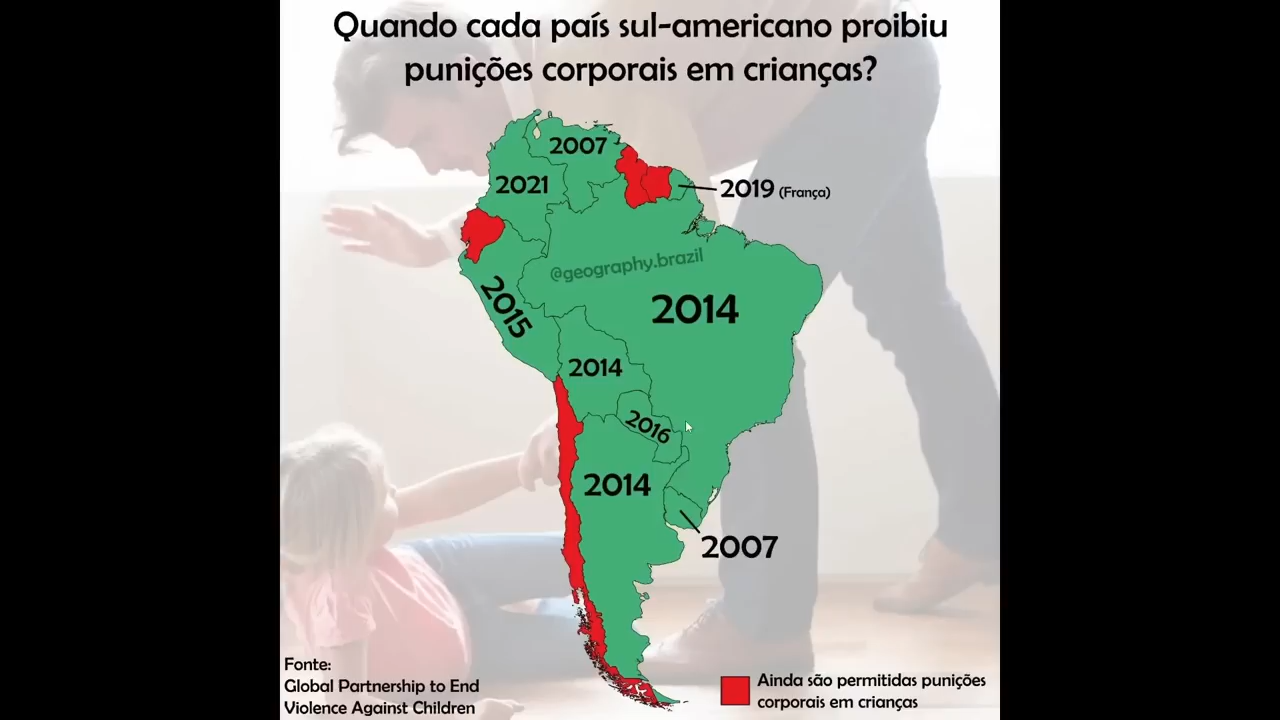 Quando cada país sul-americano proibiu
punições corporais em crianças?
2007
2021
2019 (França)
@geography.brazil
2015
2014
2014
2016
2014
2007
Fonte:
Global Partnership to End
Violence Against Children
Ainda são permitidas punições
corporais em crianças